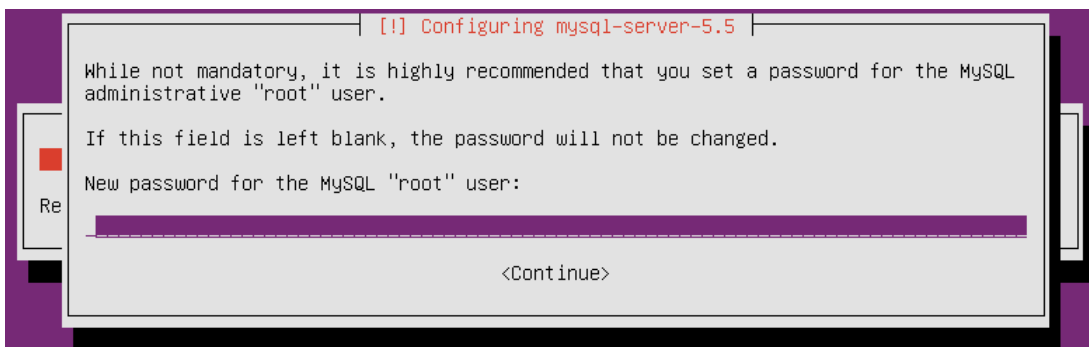 [!] Configuring mysql-server-5.5
While not mandatory, it is highly recommended that you set a password for the MySQL
administrative "root" user.
If this field is left blank, the password will not be changed.
New password for the MySQL "root" user:
Re
<Continue>